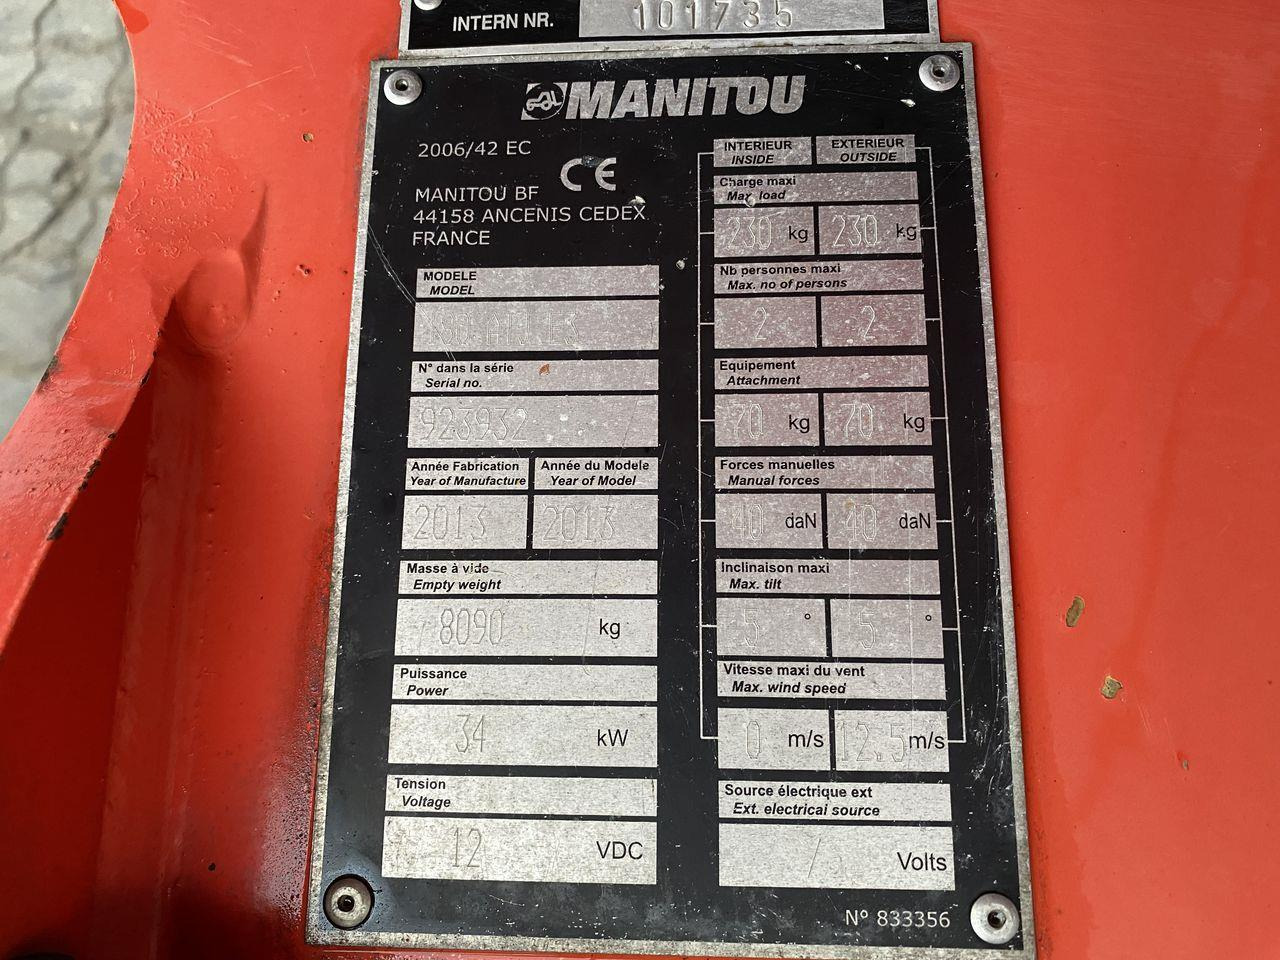 INTERN NR. 101735
MANITOU
2006/42 EC
CE
MANITOU BF
44158 ANCENIS CEDEX
FRANCE
MODELE
MODEL
N° dans la série
Serial no.
923932
Année Fabrication
Year of Manufacture
2013
Année du Modele
Year of Model
2013
Masse à vide
Empty weight
8090 kg
Puissance
Power
34 kW
Tension
Voltage
12 VDC
INTERIEUR
INSIDE
EXTERIEUR
OUTSIDE
Charge maxi
Max. load
230 kg 230 kg
Nb personnes maxi
Max. no of persons
2 2
Equipement
Attachment
70 kg 70 kg
Forces manuelles
Manual forces
40 daN 40 daN
Inclinaison maxi
Max. tilt
5 ° 5 °
Vitesse maxi du vent
Max. wind speed
0 m/s 12.5 m/s
Source électrique ext
Ext. electrical source
/ Volts
N° 833356